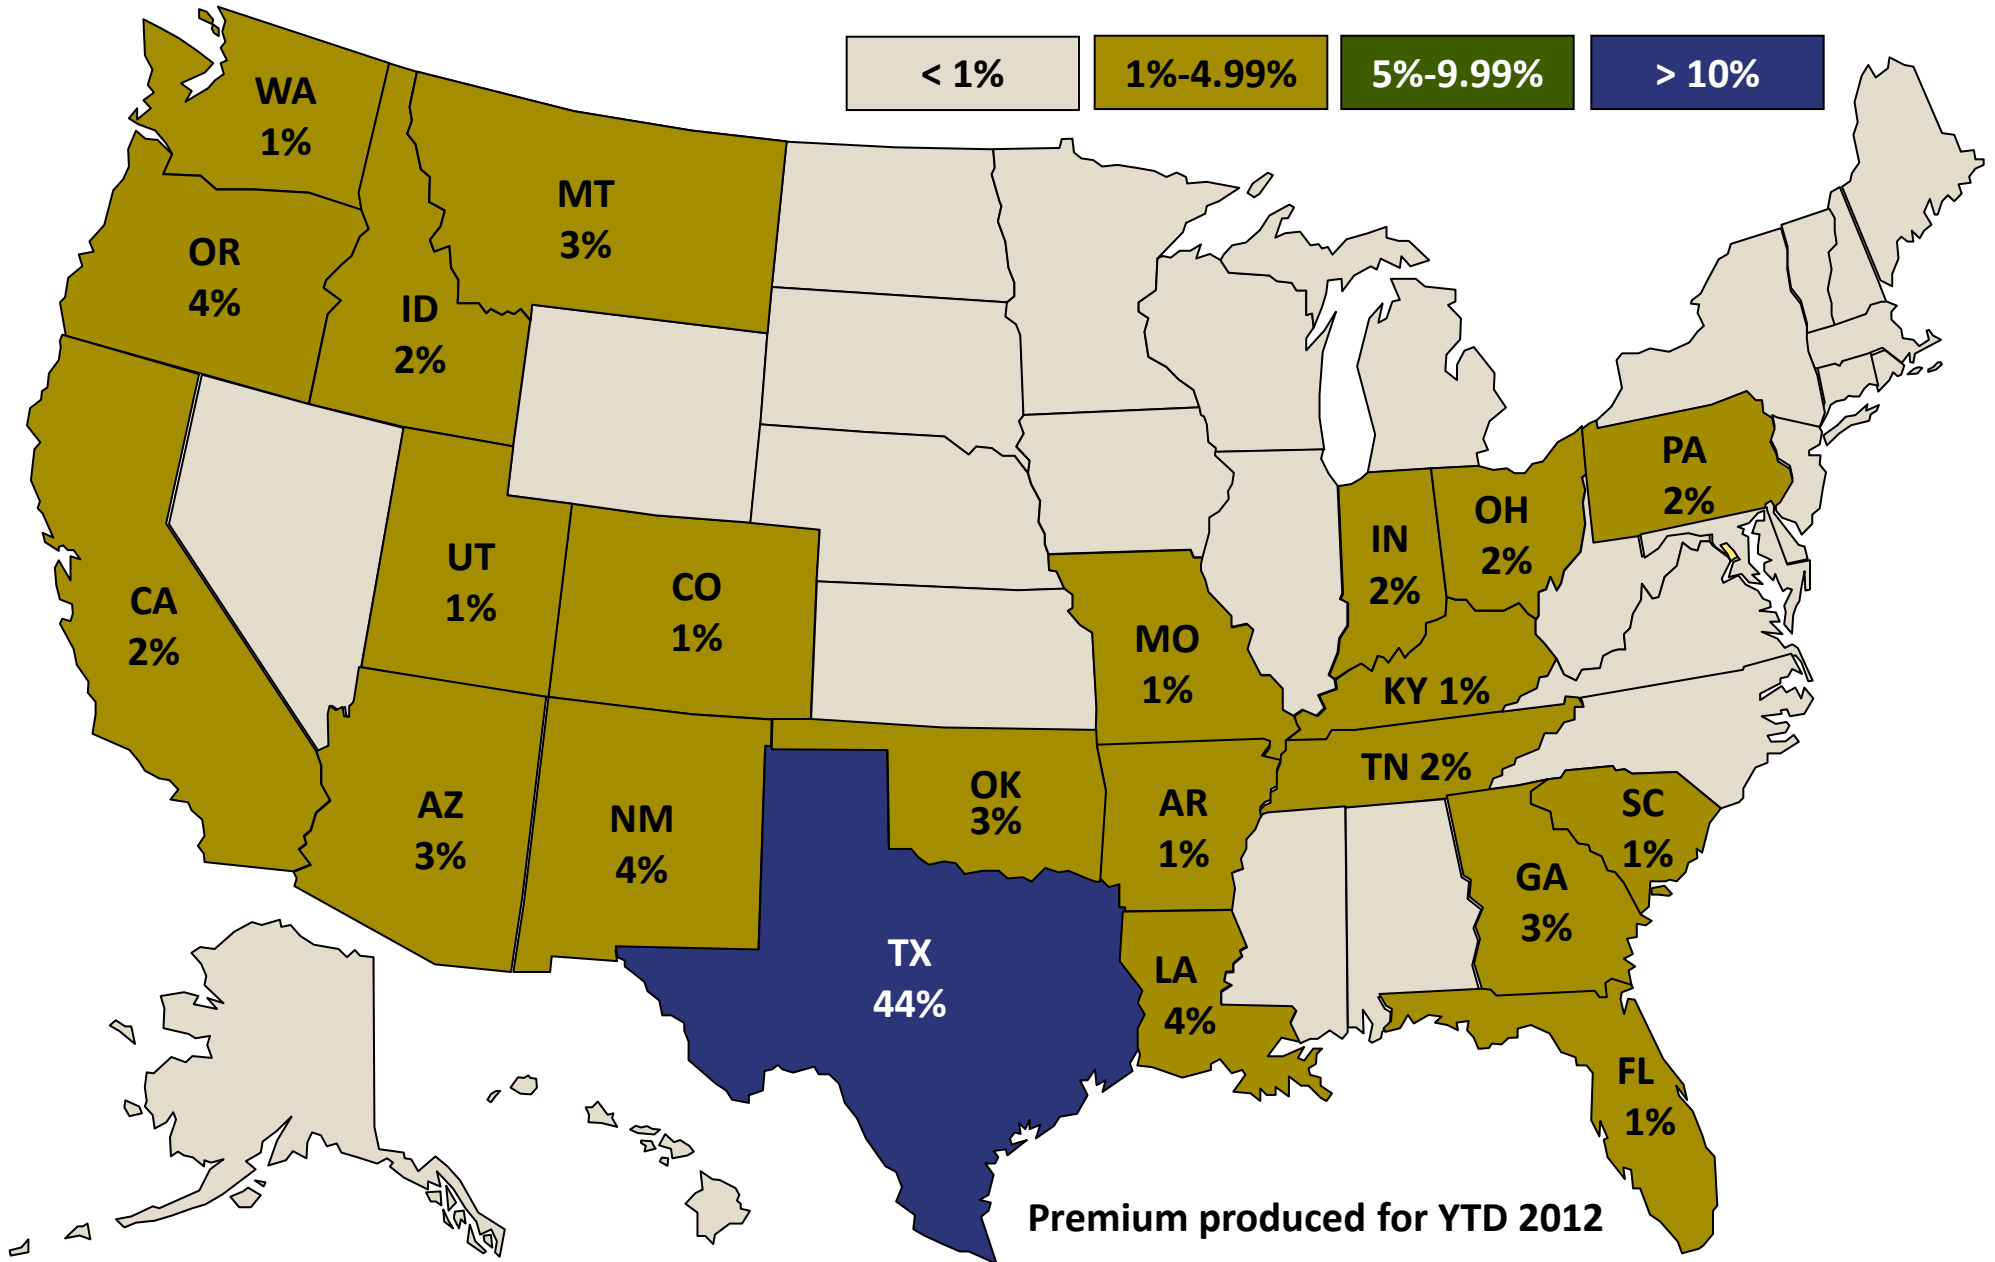 < 1%
1%-4.99%
5%-9.99%
> 10%
WA
1%
MT
3%
OR
4%
ID
2%
PA
2%
OH
2%
IN
2%
UT
1%
CO
1%
CA
2%
MO
1%
KY 1%
TN 2%
AZ
3%
NM
4%
OK
3%
AR
1%
SC
1%
GA
3%
TX
44%
LA
4%
FL
1%
Premium produced for YTD 2012